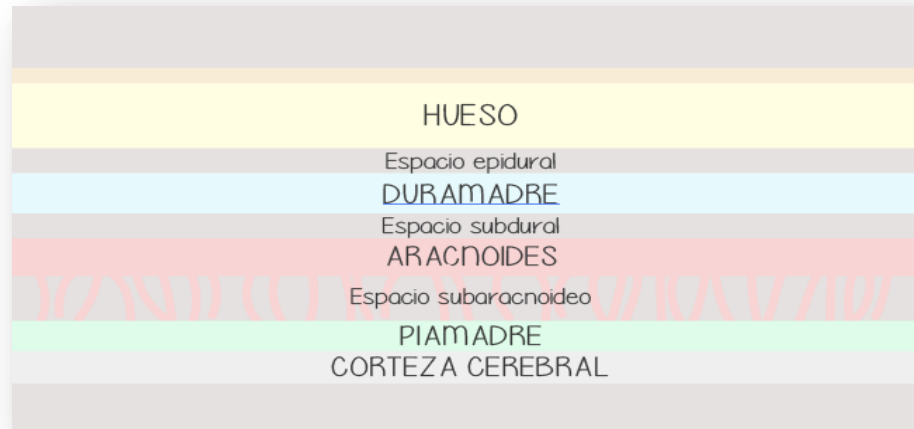 HUESO
Espacio epidural
DURAMADRE
Espacio subdural
ARACNOIDES
Espacio subaracnoideo
PIAMADRE
CORTEZA CEREBRAL